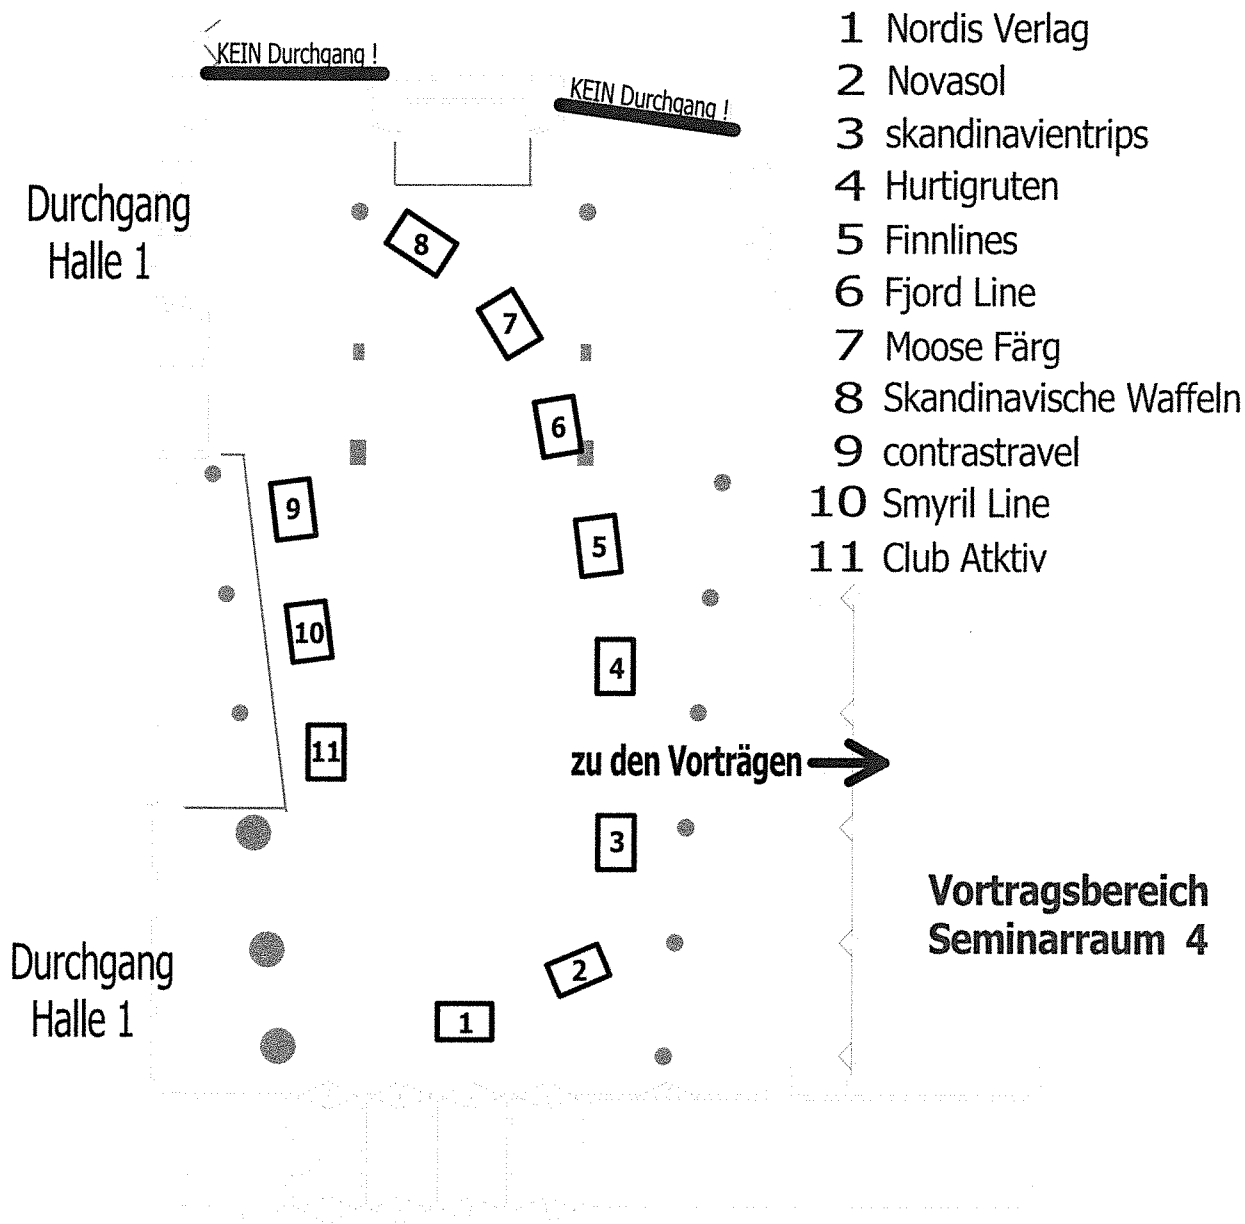 KEIN Durchgang !
KEIN Durchgang !
1 Nordis Verlag
2 Novasol
3 skandinavientrips
4 Hurtigruten
5 Finnlines
6 Fjord Line
7 Moose Färg
8 Skandinavische Waffeln
9 contrastravel
10 Smyril Line
11 Club Atktiv
Durchgang
Halle 1
8
7
6
9
5
10
4
11
zu den Vorträgen
3
Vortragsbereich
Seminarraum 4
Durchgang
Halle 1
2
1